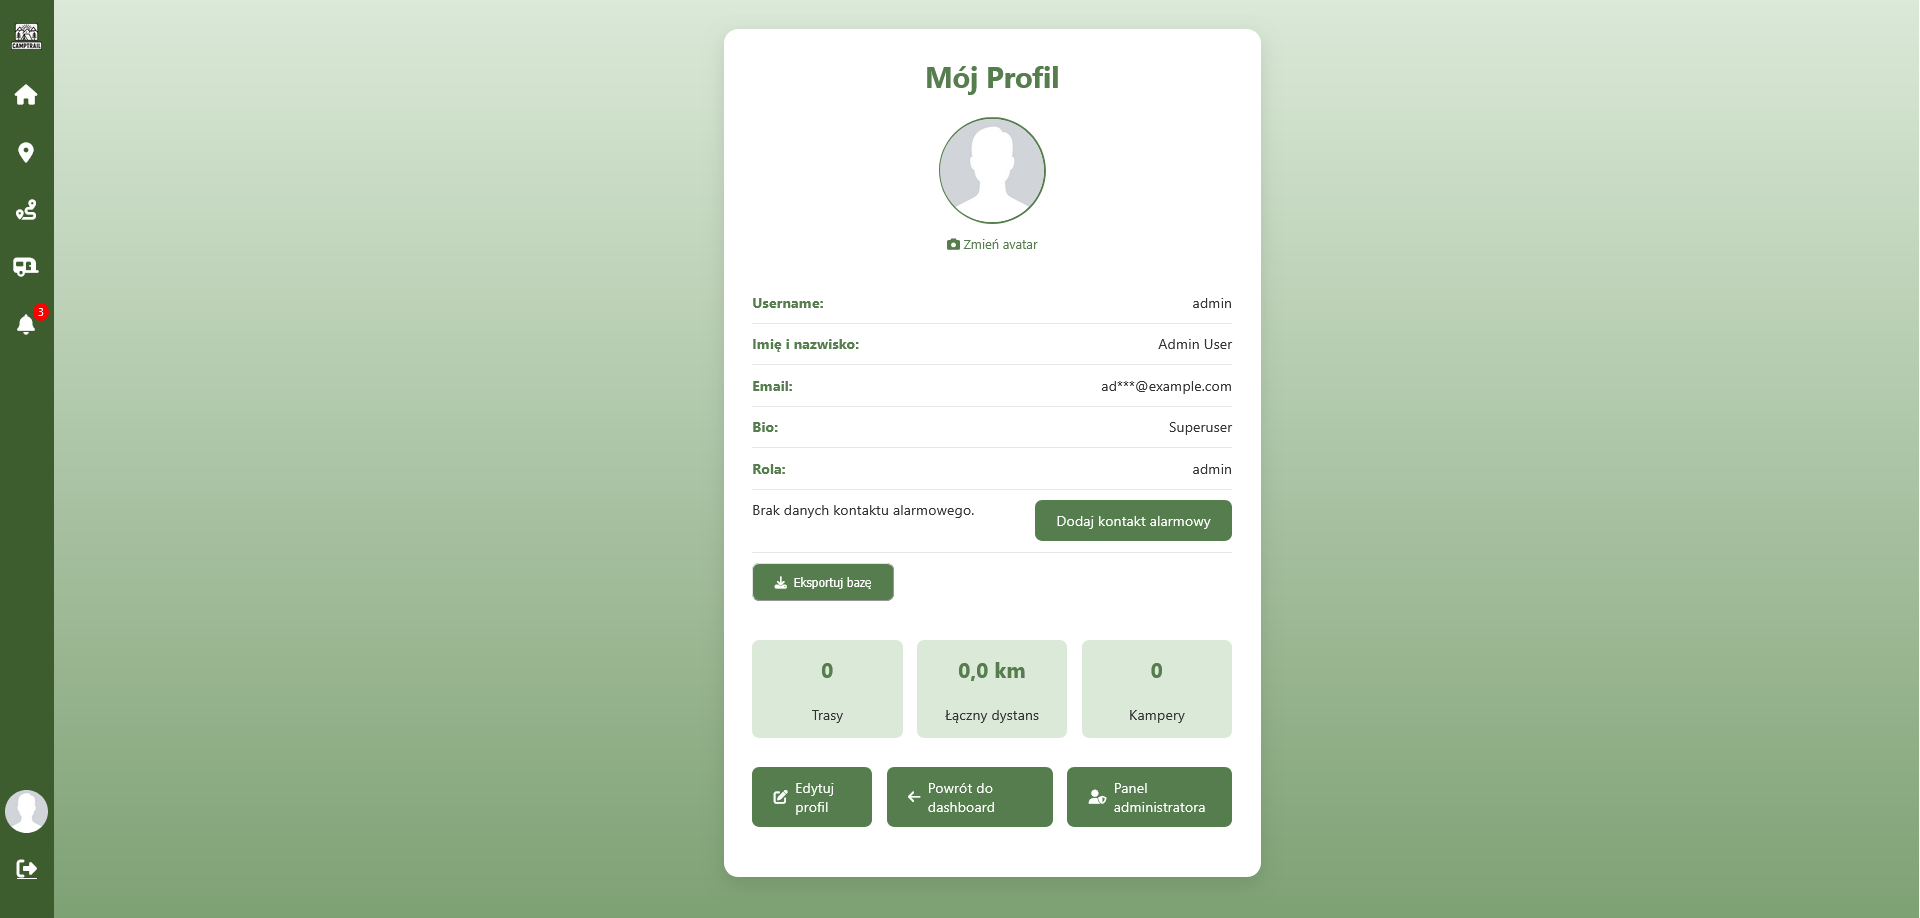 CAMPTRAIL
3
Mój Profil
Zmień avatar
Username: admin
Imię i nazwisko: Admin User
Email: ad***@example.com
Bio: Superuser
Rola: admin
Brak danych kontaktu alarmowego. Dodaj kontakt alarmowy
Eksportuj bazę
0 0,0 km 0
Trasy Łączny dystans Kampery
Edytuj profil
Powrót do dashboard
Panel administratora